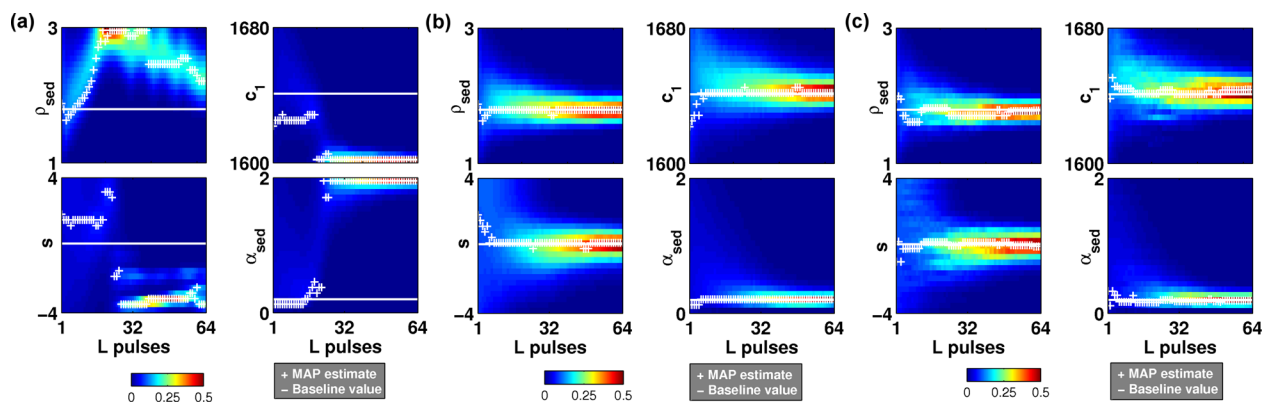 (a)
3
ρsed
1
1680
c1
1600
4
s
−4
1
32
64
L pulses
2
αsed
0
1
32
64
L pulses
0
0.25
0.5
+ MAP estimate
− Baseline value
(b)
3
ρsed
1
1680
c1
1600
4
s
−4
1
32
64
L pulses
2
αsed
0
1
32
64
L pulses
0
0.25
0.5
+ MAP estimate
− Baseline value
(c)
3
ρsed
1
1680
c1
1600
4
s
−4
1
32
64
L pulses
2
αsed
0
1
32
64
L pulses
0
0.25
0.5
+ MAP estimate
− Baseline value